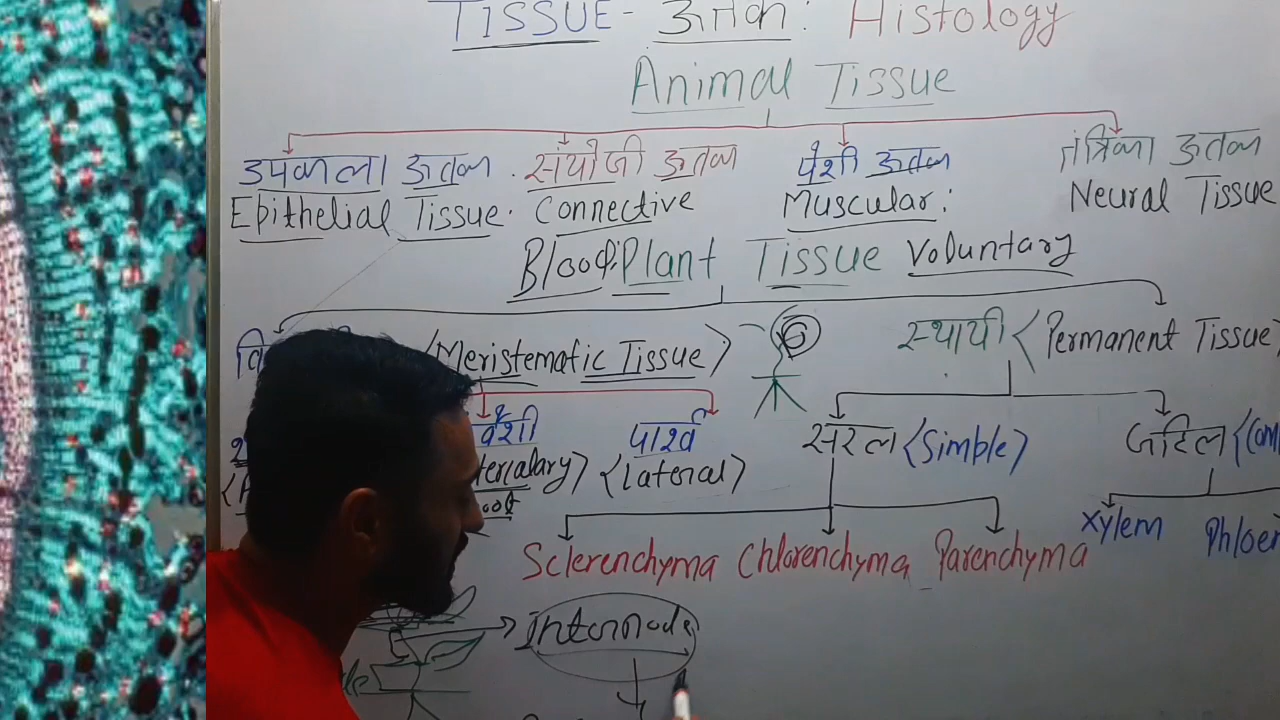 TISSUE - ऊतक : Histology
Animal Tissue
उपकला ऊतक . संयोजी ऊतक पेशी ऊतक तंत्रिका ऊतक
Epithelial Tissue . Connective Muscular : Neural Tissue
Blood Plant Tissue Voluntary
<Meristematic Tissue> 6 स्थायी <Permanent Tissue>
वेशी पार्श्व सरल <Simble> जटिल
<Lateral>
Xylem
Sclerenchyma Chlorenchyma Parenchyma
Internode